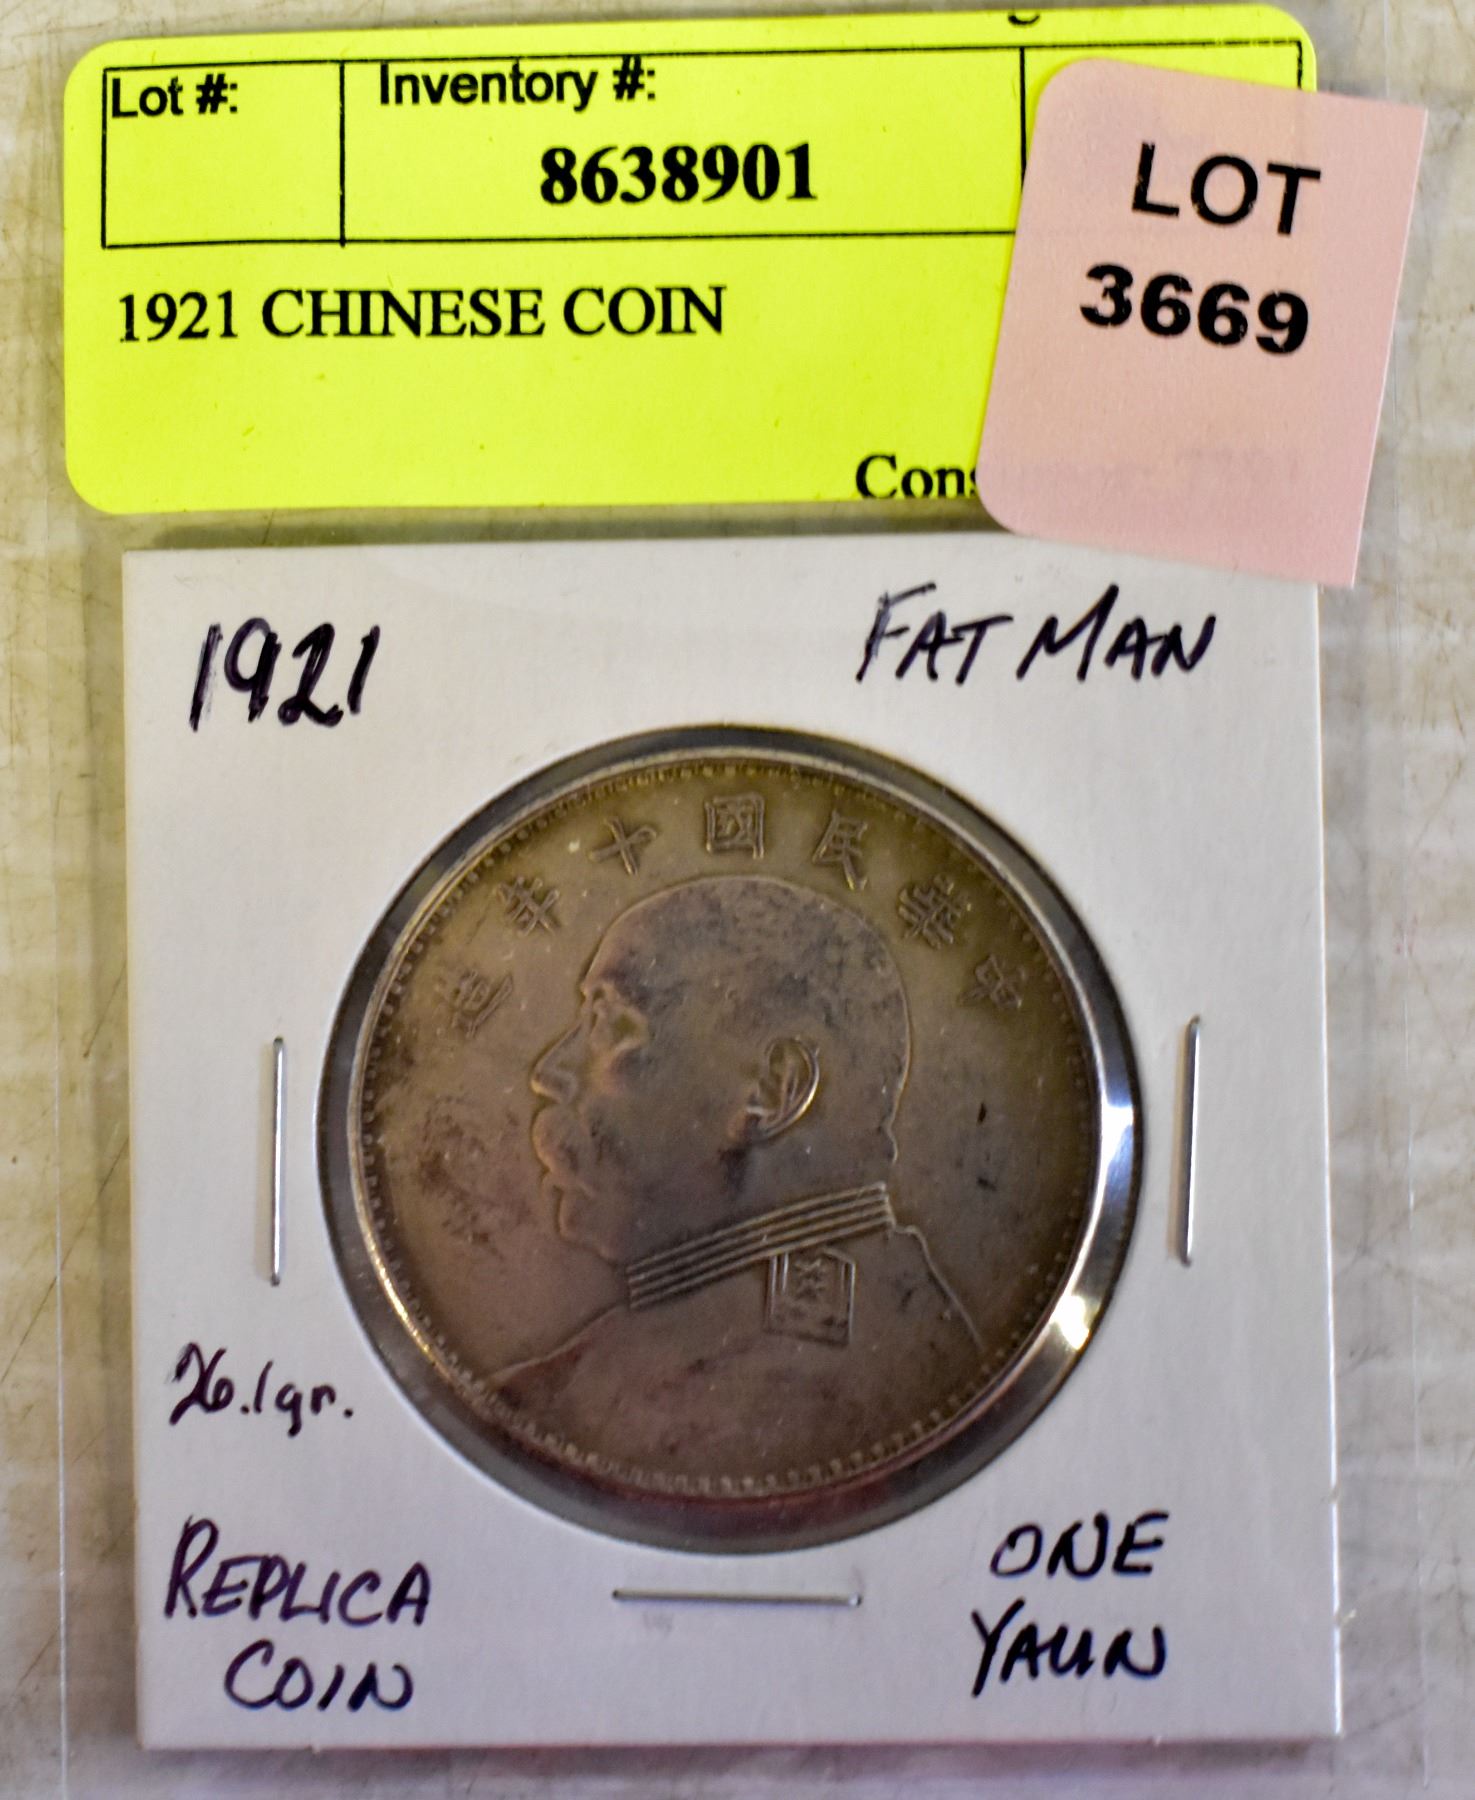 Lot #:
Inventory #:
8638901
1921 CHINESE COIN
LOT
3669
1921
FAT MAN
造年十國民華中
26.1gr.
REPLICA
COIN
ONE
YAUN